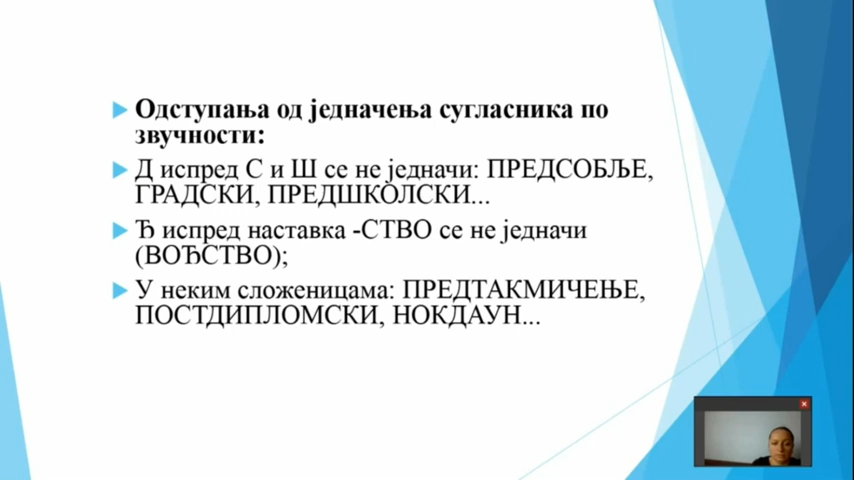 Одступања од једначења сугласника по
звучности:
Д испред С и Ш се не једначи: ПРЕДСОБЉЕ,
ГРАДСКИ, ПРЕДШКОЛСКИ...
Ђ испред наставка -СТВО се не једначи
(ВОЂСТВО);
У неким сложеницама: ПРЕДТАКМИЧЕЊЕ,
ПОСТДИПЛОМСКИ, НОКДАУН...